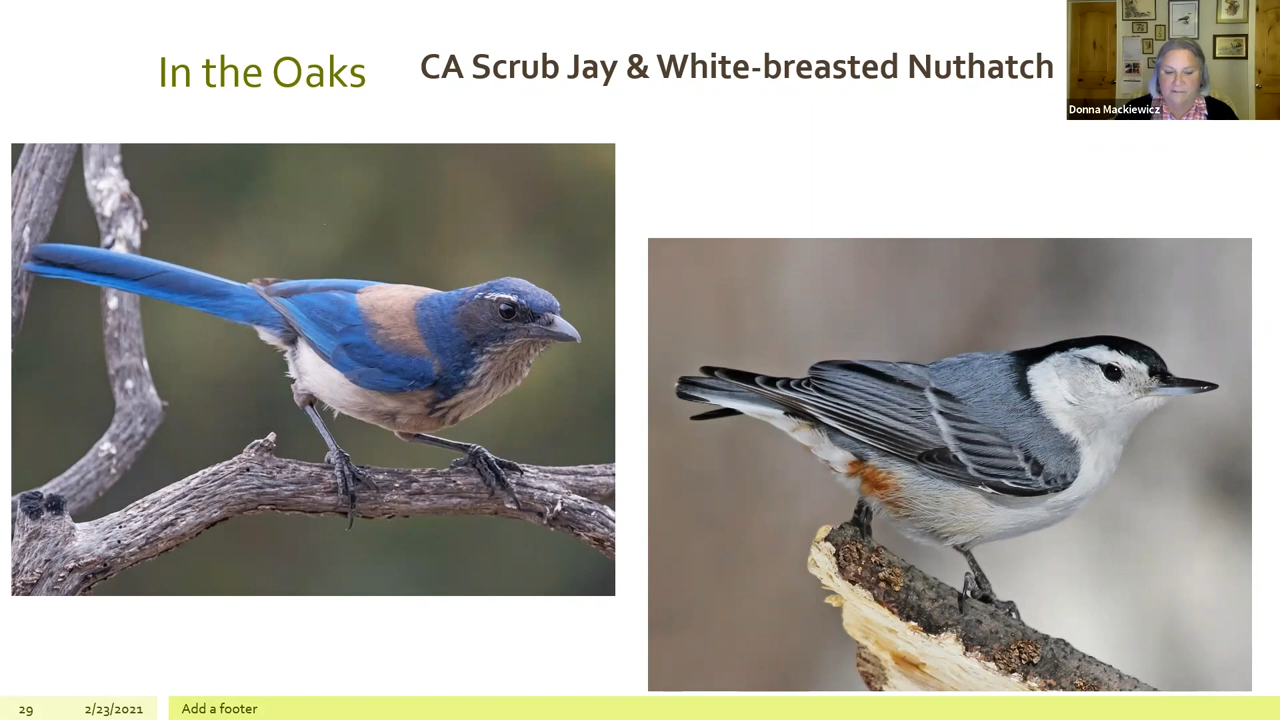 In the Oaks
CA Scrub Jay & White-breasted Nuthatch
Donna Mackiewicz
29
2/23/2021
Add a footer